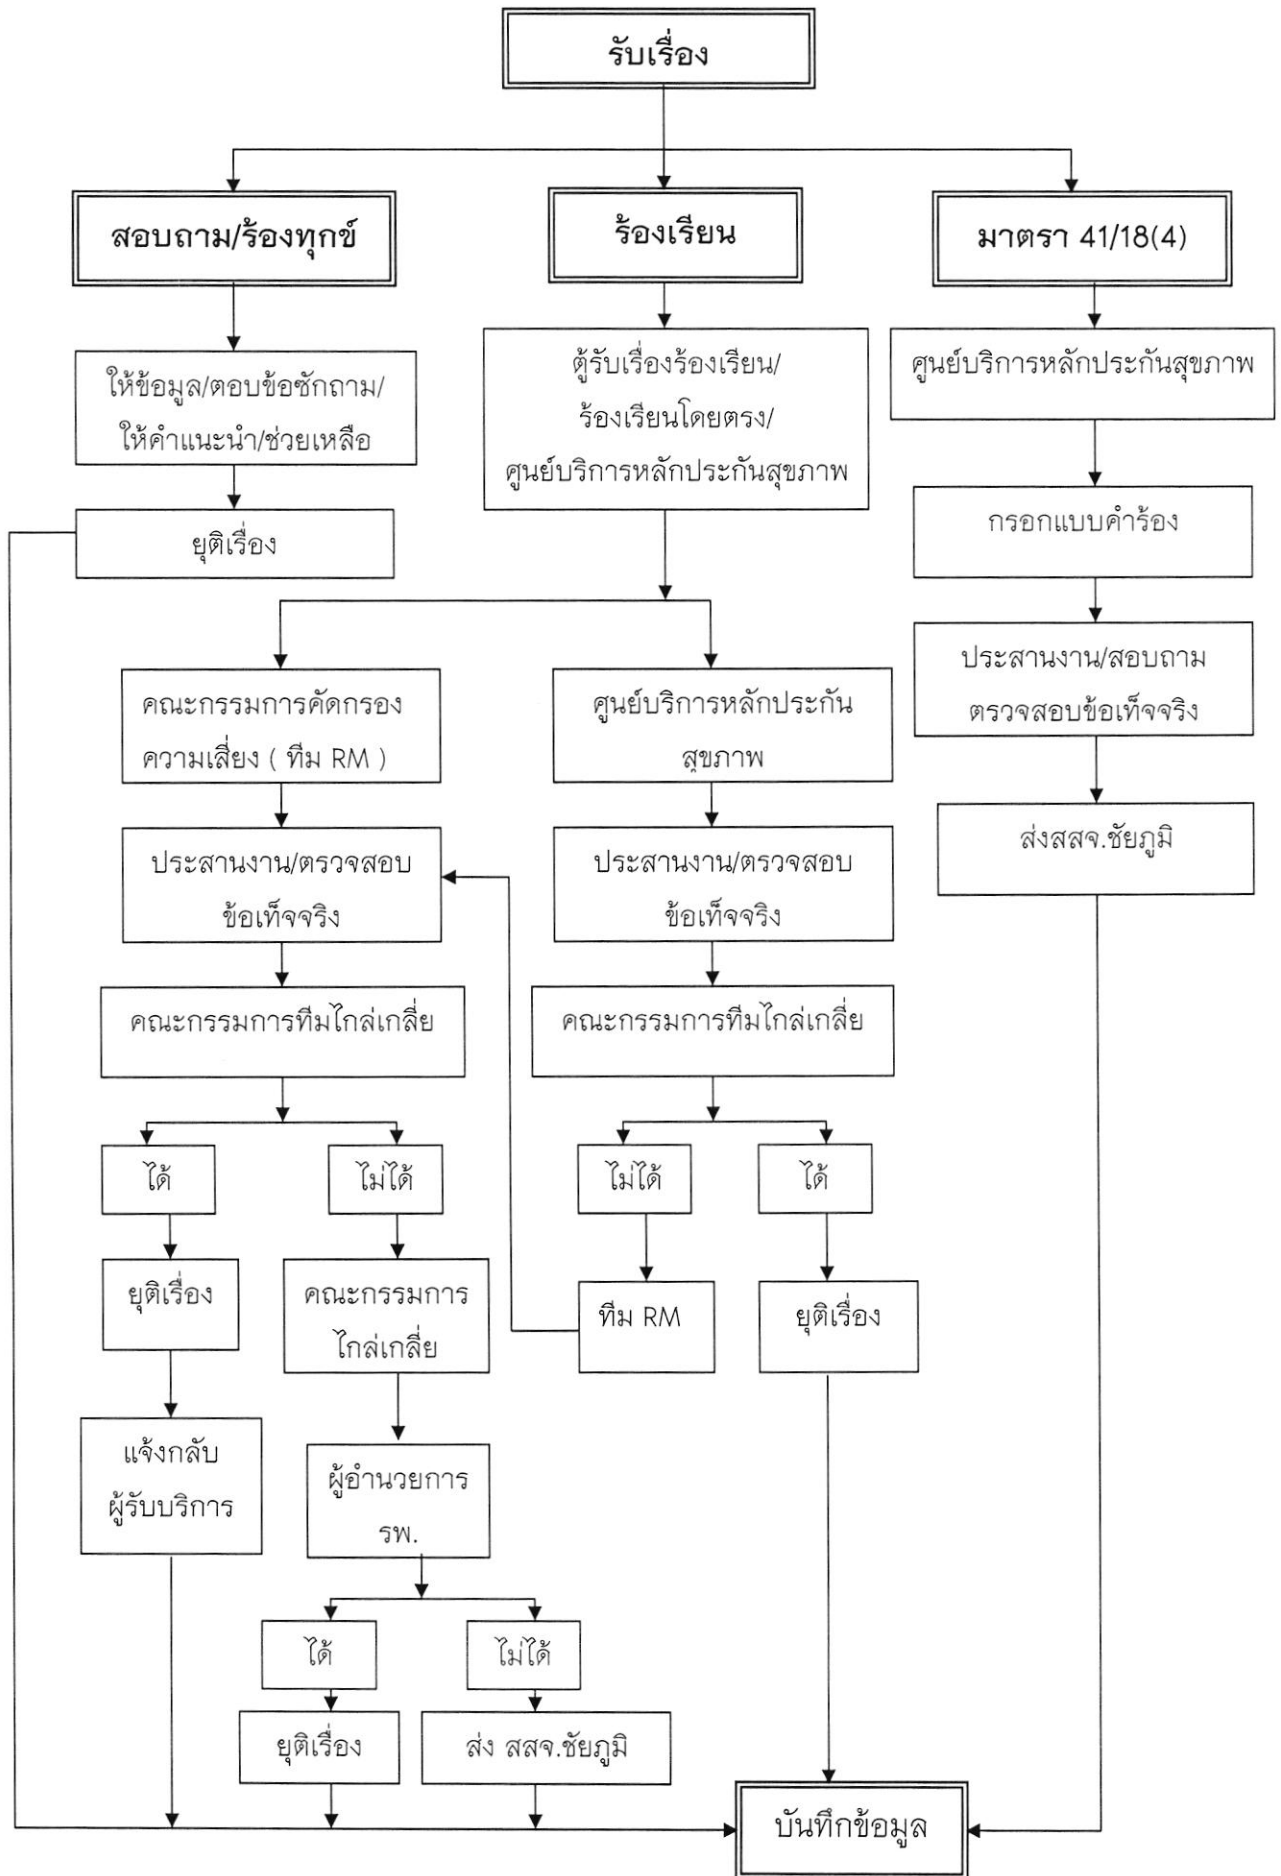 รับเรื่อง
สอบถาม/ร้องทุกข์
ร้องเรียน
มาตรา 41/18(4)
ให้ข้อมูล/ตอบข้อซักถาม/
ให้คำแนะนำ/ช่วยเหลือ
ตู้รับเรื่องร้องเรียน/
ร้องเรียนโดยตรง/
ศูนย์บริการหลักประกันสุขภาพ
ศูนย์บริการหลักประกันสุขภาพ
ยุติเรื่อง
กรอกแบบคำร้อง
ประสานงาน/สอบถาม
ตรวจสอบข้อเท็จจริง
คณะกรรมการคัดกรอง
ความเสี่ยง ( ทีม RM )
ศูนย์บริการหลักประกัน
สุขภาพ
ส่งสสจ.ชัยภูมิ
ประสานงาน/ตรวจสอบ
ข้อเท็จจริง
ประสานงาน/ตรวจสอบ
ข้อเท็จจริง
คณะกรรมการทีมไกล่เกลี่ย
คณะกรรมการทีมไกล่เกลี่ย
ได้
ไม่ได้
ไม่ได้
ได้
ยุติเรื่อง
คณะกรรมการ
ไกล่เกลี่ย
ทีม RM
ยุติเรื่อง
แจ้งกลับ
ผู้รับบริการ
ผู้อำนวยการ
รพ.
ได้
ไม่ได้
ยุติเรื่อง
ส่ง สสจ.ชัยภูมิ
บันทึกข้อมูล